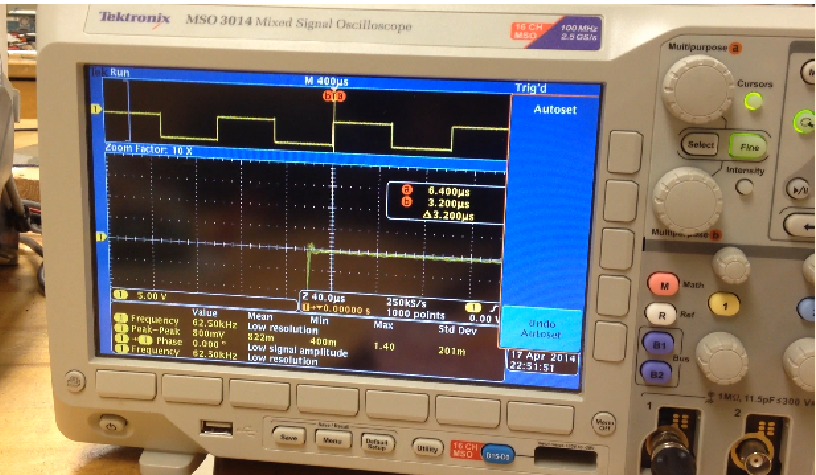 Tektronix MSO 3014 Mixed Signal Oscilloscope
16 CH MSO
100 MHz
2.5 GS/s
Run
M 400µs
Trig'd
Autoset
Zoom Factor: 10 X
a 6.400µs
b 3.200µs
Δ3.200µs
1 5.00 V
Z 40.0µs
0.00000 s
250kS/s
1000 points
1
0.00 V
Value Mean Min Max Std Dev
1 Frequency 62.50kHz Low resolution
1 Peak-Peak 800mV 822m 400m 1.40 201m
1 Phase 0.000 ° Low signal amplitude
1 Frequency 62.50kHz Low resolution
Undo
Autoset
17 Apr 2014
22:51:51
Multipurpose a
Cursors
Select
Fine
Intensity
Multipurpose b
M Math
R Ref
B1
Bus
B2
1
1MΩ, 11.5pF
1
2
Save
Menu
Default Setup
Utility
16 CH MSO
D15-D0
Menu Off